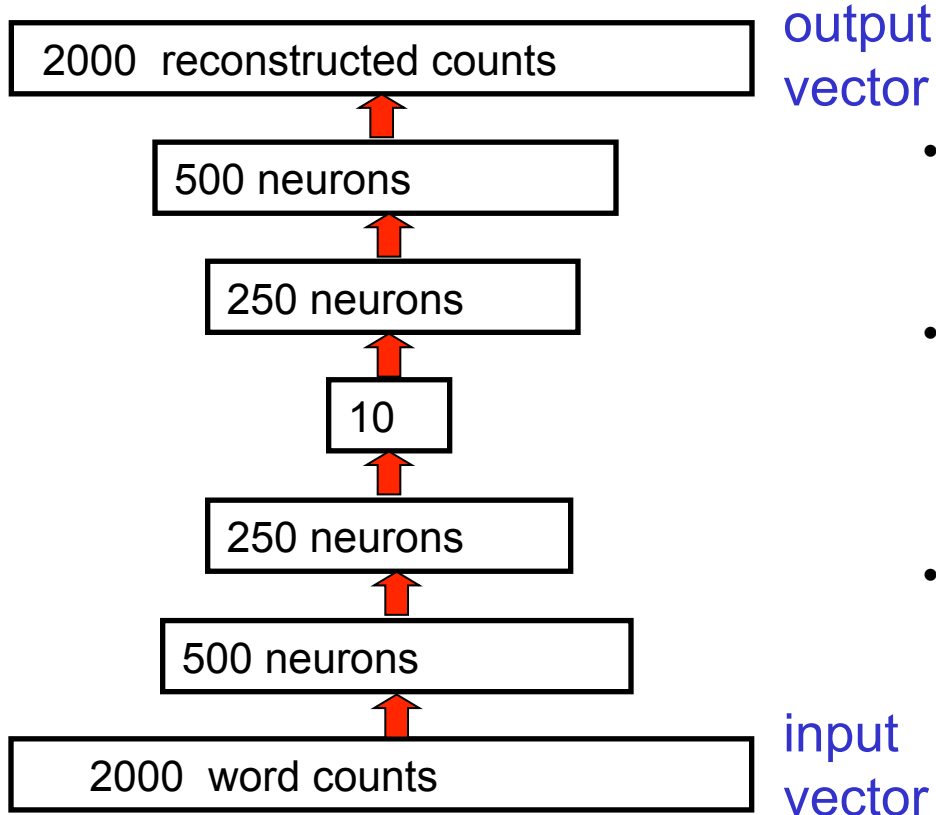 output
vector
2000 reconstructed counts
500 neurons
250 neurons
10
250 neurons
500 neurons
2000 word counts
input
vector